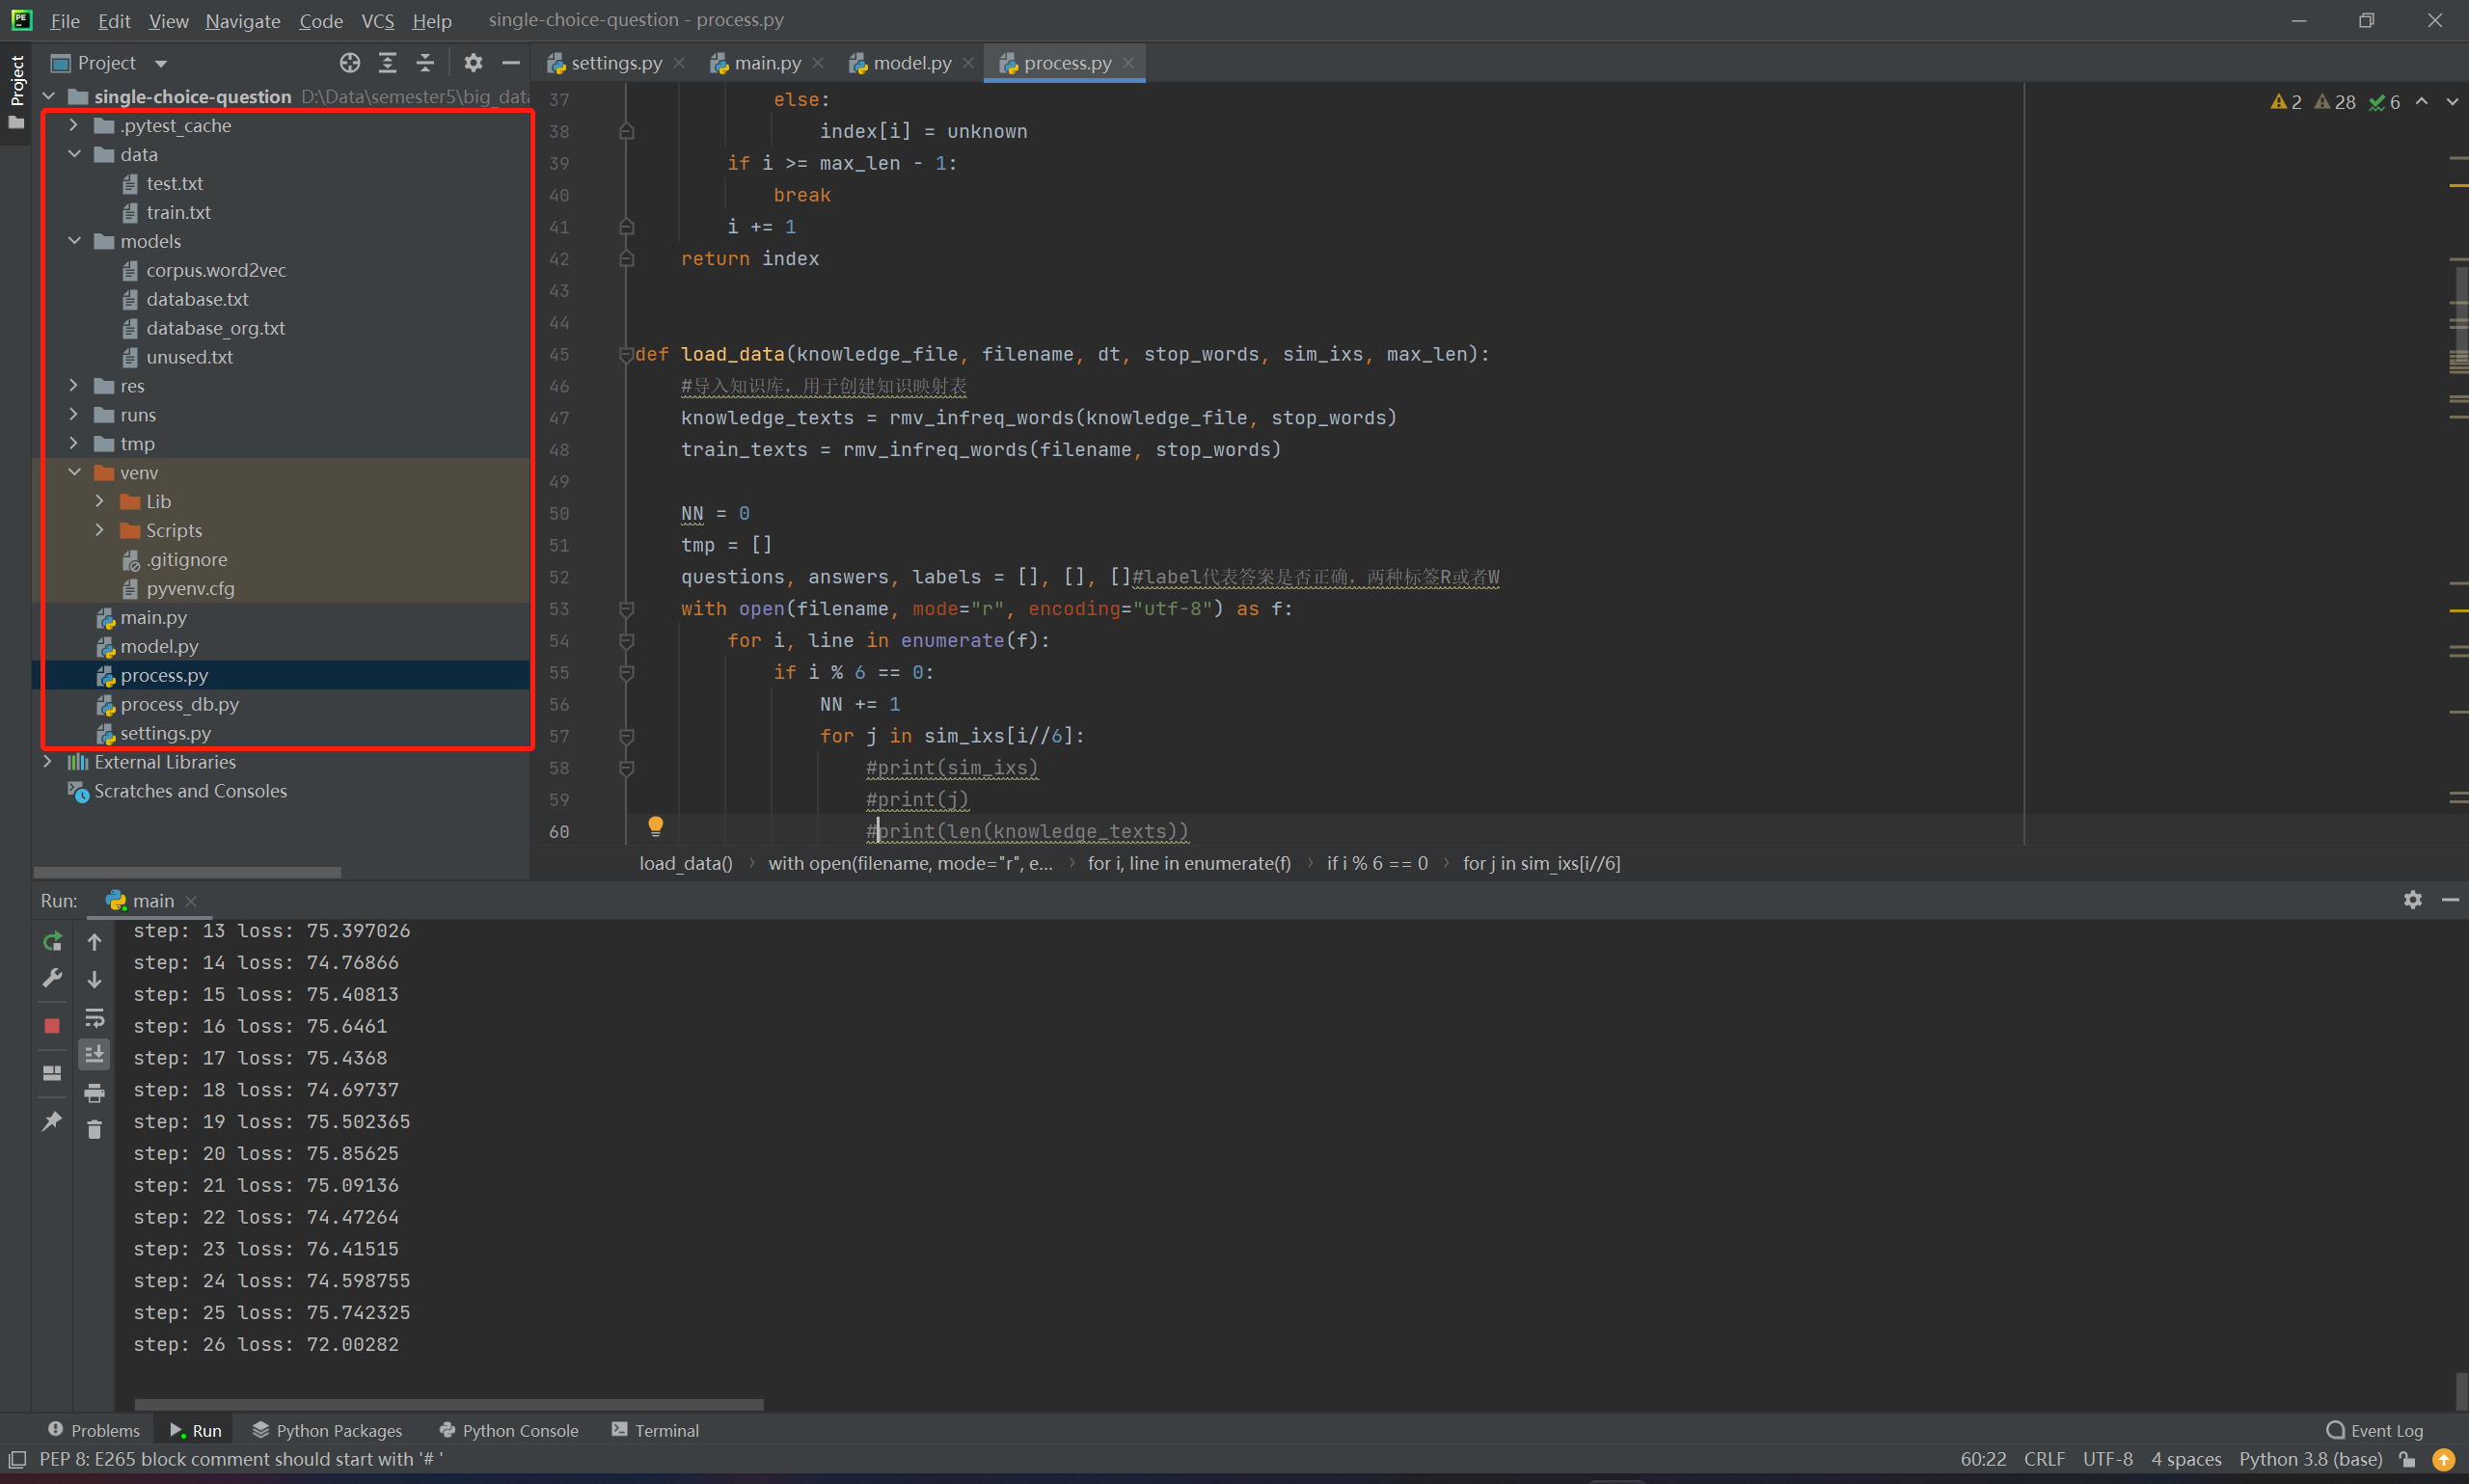 File Edit View Navigate Code VCS Help single-choice-question - process.py
Project
Project
settings.py
main.py
model.py
process.py
single-choice-question D:\Data\semester5\big_dat
.pytest_cache
data
test.txt
train.txt
models
corpus.word2vec
database.txt
database_org.txt
unused.txt
res
runs
tmp
venv
Lib
Scripts
.gitignore
pyvenv.cfg
main.py
model.py
process.py
process_db.py
settings.py
External Libraries
Scratches and Consoles
2 28 6
37 else:
38 index[i] = unknown
39 if i >= max_len - 1:
40 break
41 i += 1
42 return index
43
44
45 def load_data(knowledge_file, filename, dt, stop_words, sim_ixs, max_len):
46 #导入知识库，用于创建知识映射表
47 knowledge_texts = rmv_infreq_words(knowledge_file, stop_words)
48 train_texts = rmv_infreq_words(filename, stop_words)
49
50 NN = 0
51 tmp = []
52 questions, answers, labels = [], [], []#label代表答案是否正确，两种标签R或者W
53 with open(filename, mode="r", encoding="utf-8") as f:
54 for i, line in enumerate(f):
55 if i % 6 == 0:
56 NN += 1
57 for j in sim_ixs[i//6]:
58 #print(sim_ixs)
59 #print(j)
60 #print(len(knowledge_texts))
load_data() › with open(filename, mode="r", e... › for i, line in enumerate(f) › if i % 6 == 0 › for j in sim_ixs[i//6]
Run: main
step: 13 loss: 75.397026
step: 14 loss: 74.76866
step: 15 loss: 75.40813
step: 16 loss: 75.6461
step: 17 loss: 75.4368
step: 18 loss: 74.69737
step: 19 loss: 75.502365
step: 20 loss: 75.85625
step: 21 loss: 75.09136
step: 22 loss: 74.47264
step: 23 loss: 76.41515
step: 24 loss: 74.598755
step: 25 loss: 75.742325
step: 26 loss: 72.00282
Problems Run Python Packages Python Console Terminal Event Log
PEP 8: E265 block comment should start with '# ' 60:22 CRLF UTF-8 4 spaces Python 3.8 (base)